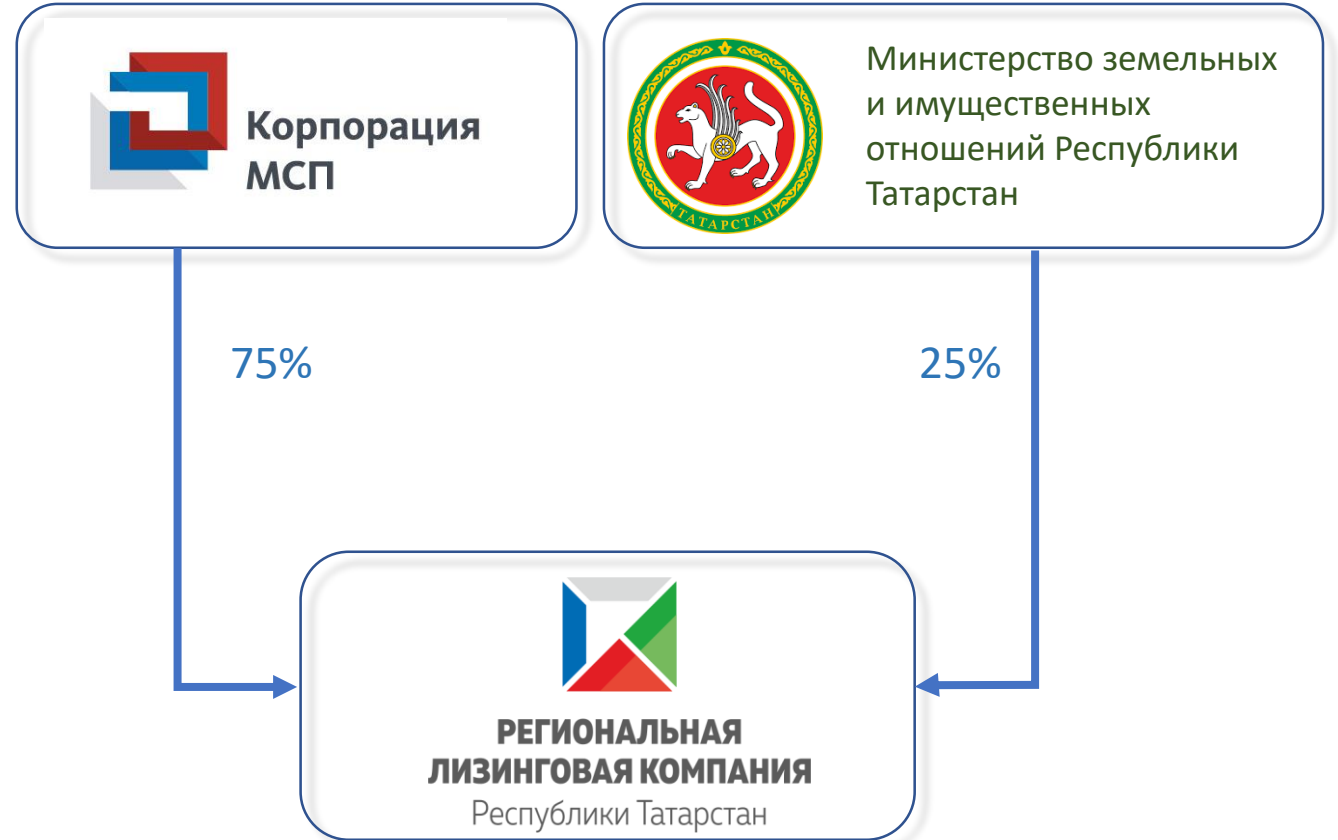 Корпорация
МСП
ТАТАРСТАН
Министерство земельных
и имущественных
отношений Республики
Татарстан
75%
25%
РЕГИОНАЛЬНАЯ
ЛИЗИНГОВАЯ КОМПАНИЯ
Республики Татарстан